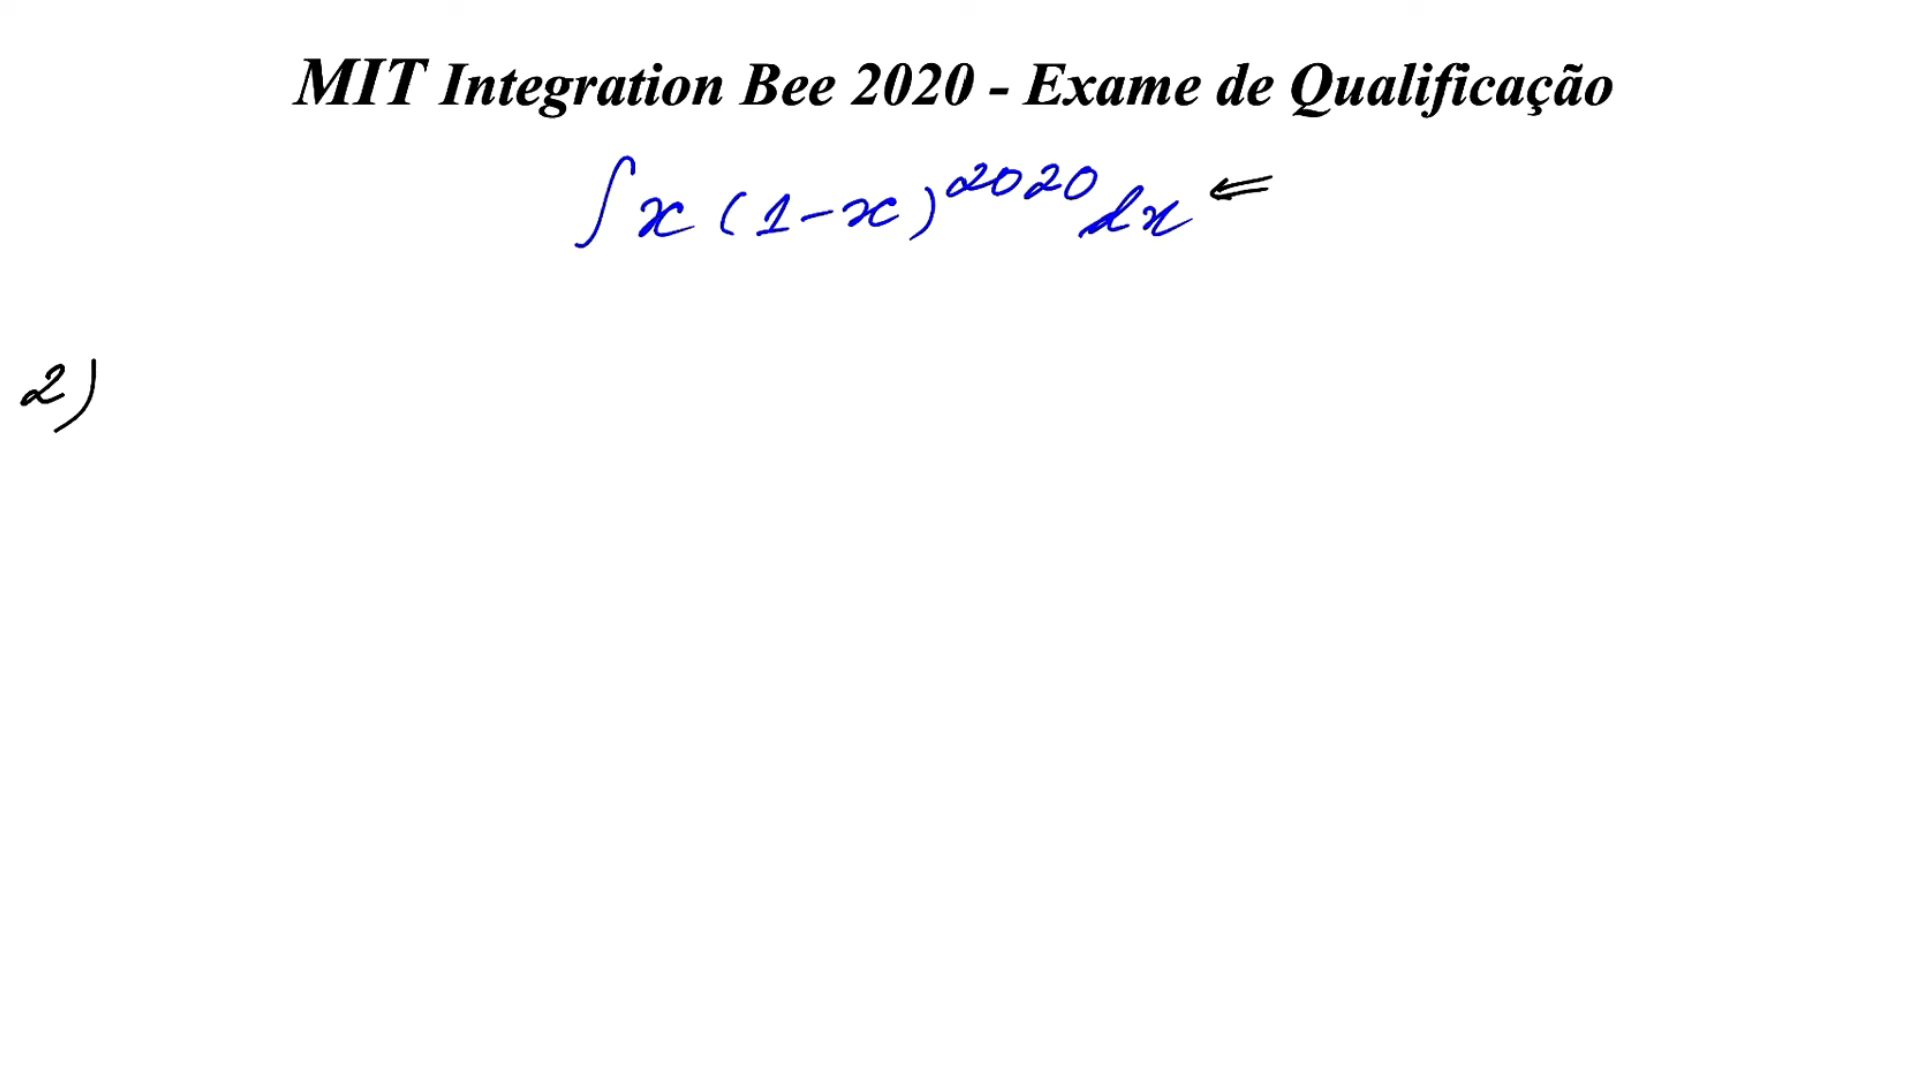 MIT Integration Bee 2020 - Exame de Qualificação
∫ x (1-x)^2020 dx ⇐
2)